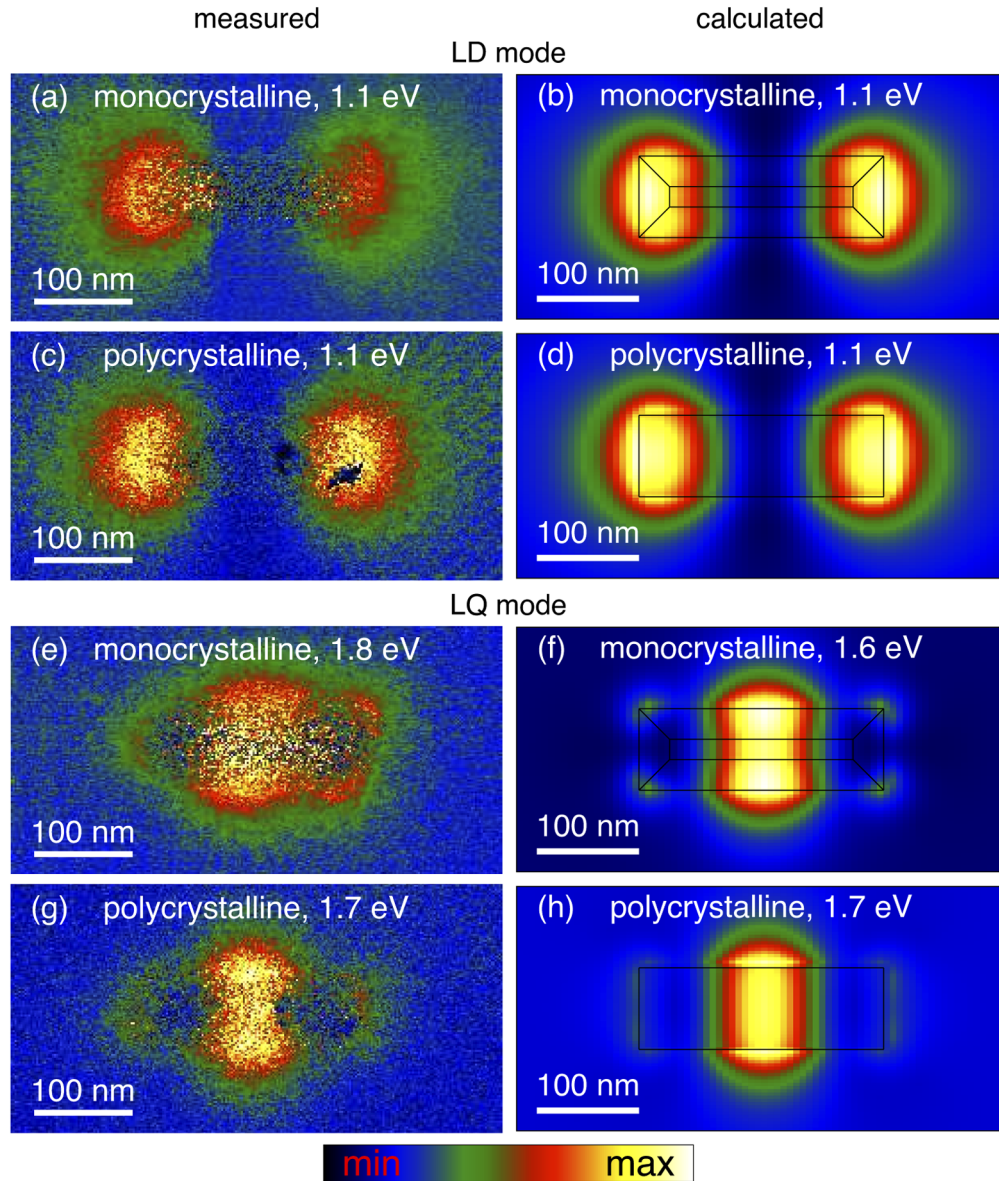 measured
calculated
LD mode
(a) monocrystalline, 1.1 eV
(b) monocrystalline, 1.1 eV
100 nm
100 nm
(c) polycrystalline, 1.1 eV
(d) polycrystalline, 1.1 eV
100 nm
100 nm
LQ mode
(e) monocrystalline, 1.8 eV
(f) monocrystalline, 1.6 eV
100 nm
100 nm
(g) polycrystalline, 1.7 eV
(h) polycrystalline, 1.7 eV
100 nm
100 nm
min
max